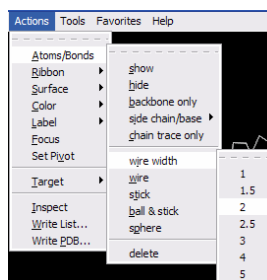 Actions Tools Favorites Help
Atoms/Bonds
Ribbon
Surface
Color
Label
Focus
Set Pivot
Target
Inspect
Write List...
Write PDB...
show
hide
backbone only
side chain/base
chain trace only
wire width
wire
stick
ball & stick
sphere
delete
1
1.5
2
2.5
3
4
5